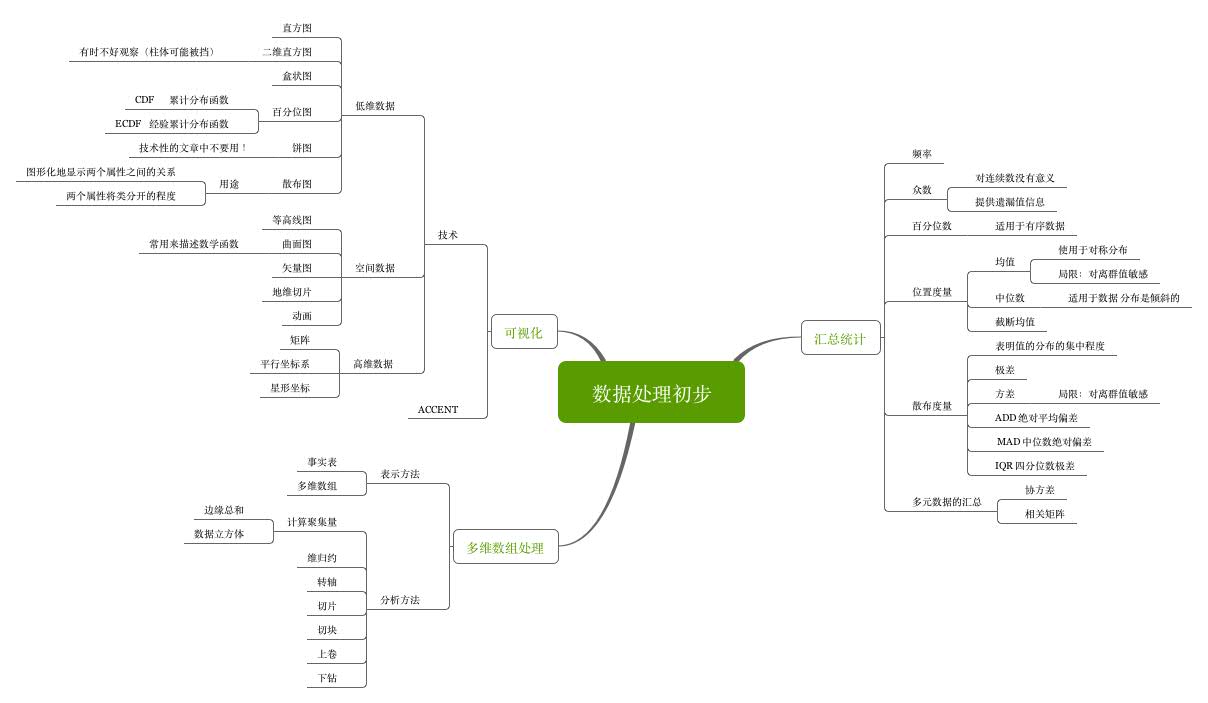 数据处理初步
可视化
技术
低维数据
直方图
二维直方图
有时不好观察（柱体可能被挡）
盒状图
百分位图
CDF 累计分布函数
ECDF 经验累计分布函数
饼图
技术性的文章中不要用！
散布图
用途
图形化地显示两个属性之间的关系
两个属性将类分开的程度
空间数据
等高线图
曲面图
常用来描述数学函数
矢量图
地维切片
动画
高维数据
矩阵
平行坐标系
星形坐标
ACCENT
多维数组处理
表示方法
事实表
多维数组
分析方法
计算聚集量
边缘总和
数据立方体
维归约
转轴
切片
切块
上卷
下钻
汇总统计
频率
众数
对连续数没有意义
提供遗漏值信息
百分位数
适用于有序数据
位置度量
均值
使用于对称分布
局限：对离群值敏感
中位数
适用于数据 分布是倾斜的
截断均值
散布度量
表明值的分布的集中程度
极差
方差
局限：对离群值敏感
ADD 绝对平均偏差
MAD 中位数绝对偏差
IQR 四分位数极差
多元数据的汇总
协方差
相关矩阵